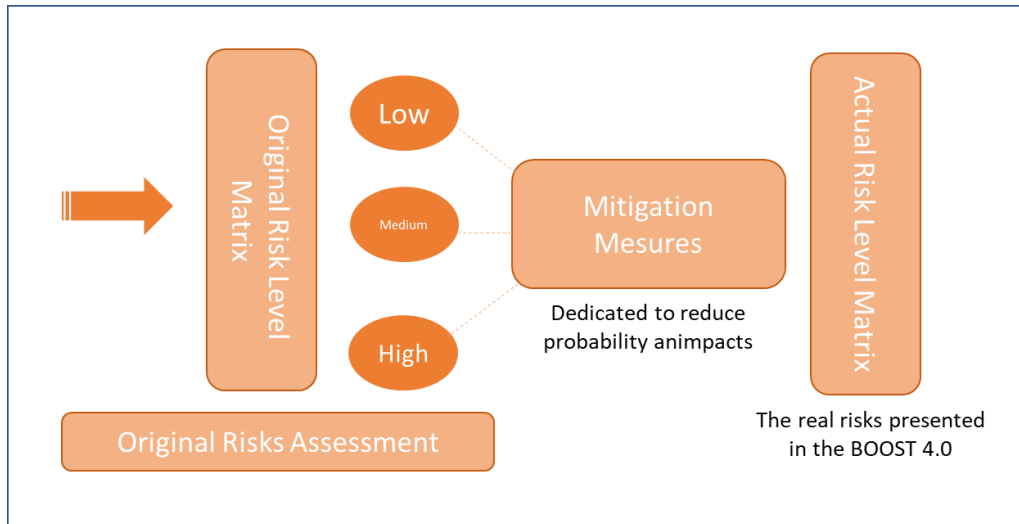 Original Risk Level
Matrix
Low
Medium
High
Original Risks Assessment
Mitigation
Mesures
Dedicated to reduce
probability animpacts
Actual Risk Level Matrix
The real risks presented
in the BOOST 4.0